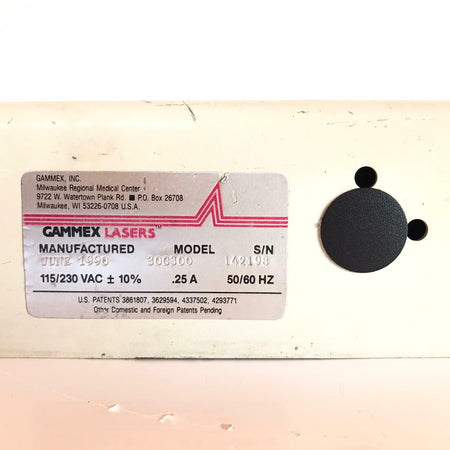 GAMMEX, INC.
Milwaukee Regional Medical Center
9722 W. Watertown Plank Rd. ■ P.O. Box 26708
Milwaukee, WI 53226-0708 U.S.A.
GAMMEX LASERS™
MANUFACTURED MODEL S/N
JUNE 1990 30G300 142198
115/230 VAC ± 10% .25 A 50/60 HZ
U.S. PATENTS 3861807, 3629594, 4337502, 4293771
Other Domestic and Foreign Patents Pending